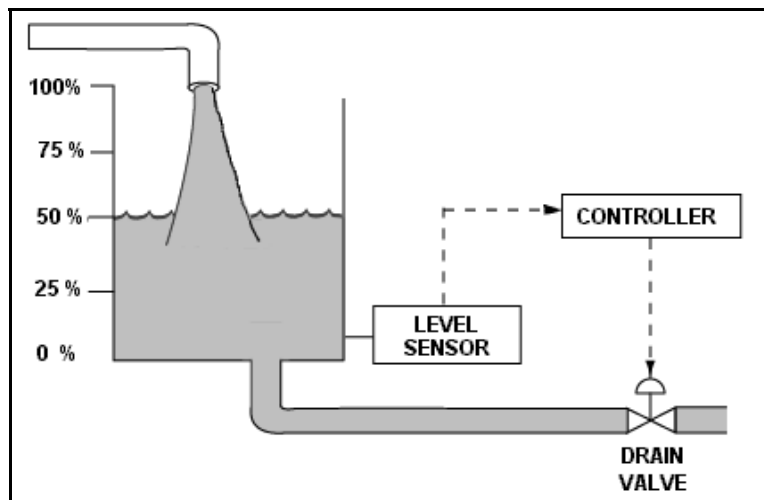 100%
75 %
50 %
25 %
0 %
CONTROLLER
LEVEL
SENSOR
DRAIN
VALVE